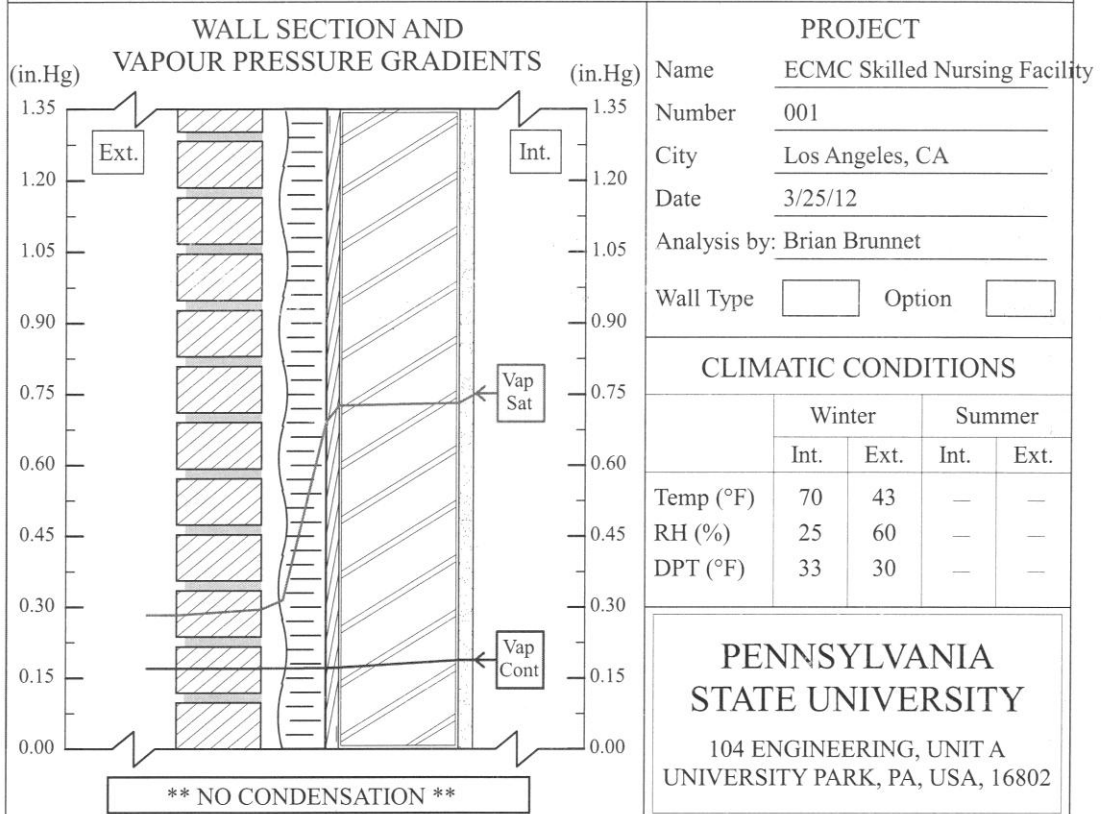 WALL SECTION AND
VAPOUR PRESSURE GRADIENTS
(in.Hg)
(in.Hg)
1.35
1.20
1.05
0.90
0.75
0.60
0.45
0.30
0.15
0.00
Ext.
Int.
Vap
Sat
Vap
Cont
1.35
1.20
1.05
0.90
0.75
0.60
0.45
0.30
0.15
0.00
** NO CONDENSATION **
PROJECT
Name ECMC Skilled Nursing Facility
Number 001
City Los Angeles, CA
Date 3/25/12
Analysis by: Brian Brunnet
Wall Type Option
CLIMATIC CONDITIONS
Winter Summer
Int. Ext. Int. Ext.
Temp (°F) 70 43 — —
RH (%) 25 60 — —
DPT (°F) 33 30 — —
PENNSYLVANIA
STATE UNIVERSITY
104 ENGINEERING, UNIT A
UNIVERSITY PARK, PA, USA, 16802